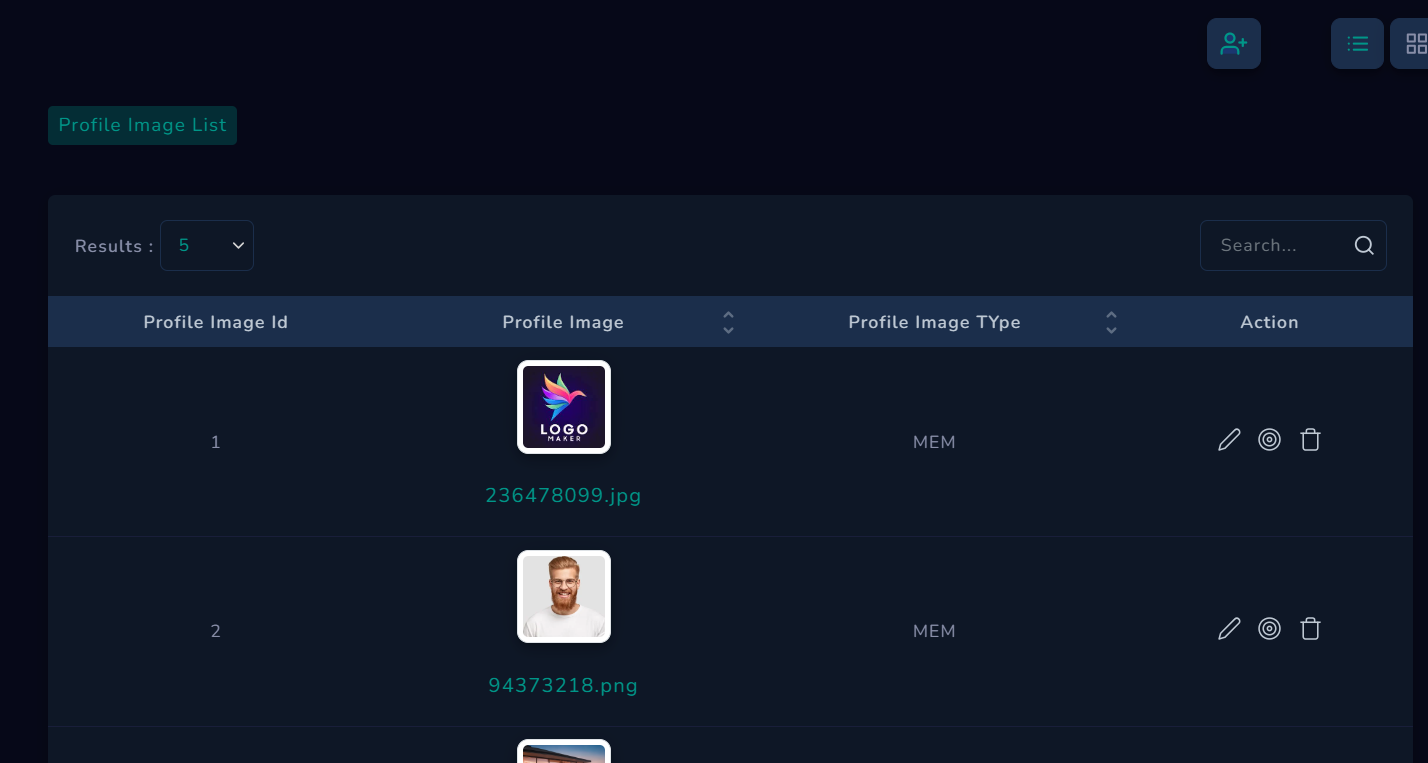 Profile Image List
Results : 5
Search...
Profile Image Id Profile Image Profile Image TYpe Action
LOGO
MAKER
1 MEM
236478099.jpg
2 MEM
94373218.png